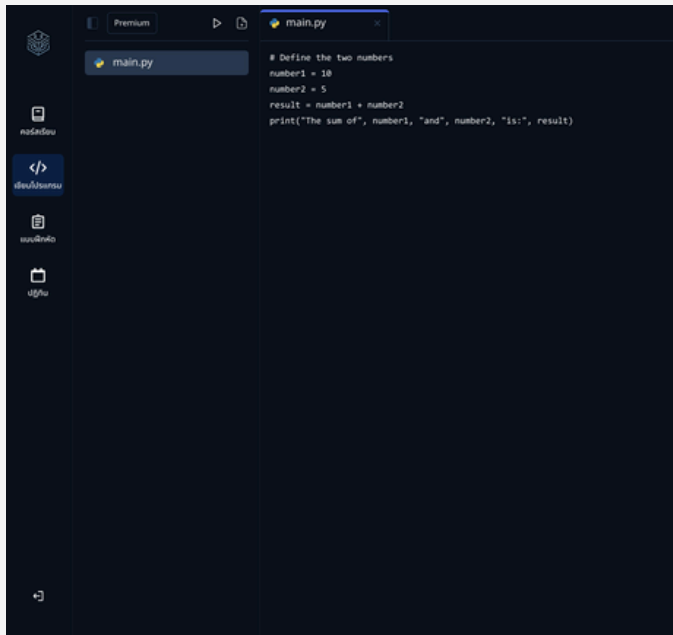 Premium
main.py
main.py
คอร์สเรียน
เขียนโปรแกรม
แบบฝึกหัด
ปฏิทิน
# Define the two numbers
number1 = 10
number2 = 5
result = number1 + number2
print("The sum of", number1, "and", number2, "is:", result)